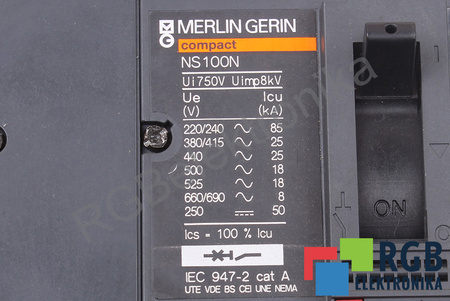 MERLIN GERIN
compact
NS100N
Ui750V Uimp8kV
Ue Icu
(V) (kA)
220/240 ~ 85
380/415 ~ 25
440 ~ 25
500 ~ 18
525 ~ 18
660/690 ~ 8
250 ⎓ 50
Ics = 100 % Icu
IEC 947-2 cat A
UTE VDE BS CEI UNE NEMA
ON
RGB
ELEKTRONIKA
RGB Elektronika